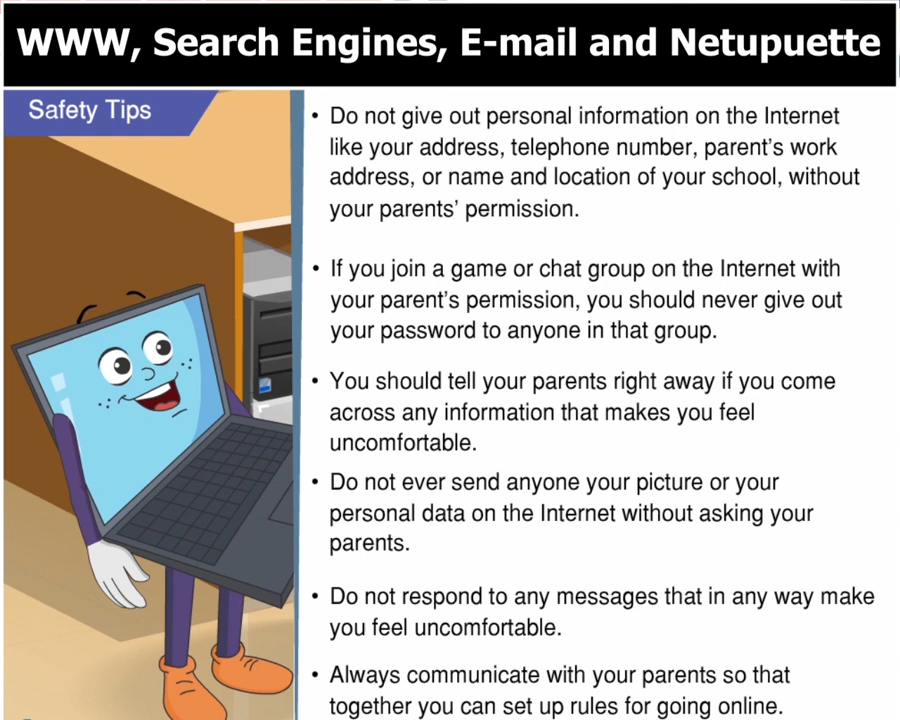 WWW, Search Engines, E-mail and Netupuette
Safety Tips
• Do not give out personal information on the Internet
like your address, telephone number, parent's work
address, or name and location of your school, without
your parents' permission.
• If you join a game or chat group on the Internet with
your parent's permission, you should never give out
your password to anyone in that group.
• You should tell your parents right away if you come
across any information that makes you feel
uncomfortable.
• Do not ever send anyone your picture or your
personal data on the Internet without asking your
parents.
• Do not respond to any messages that in any way make
you feel uncomfortable.
• Always communicate with your parents so that
together you can set up rules for going online.